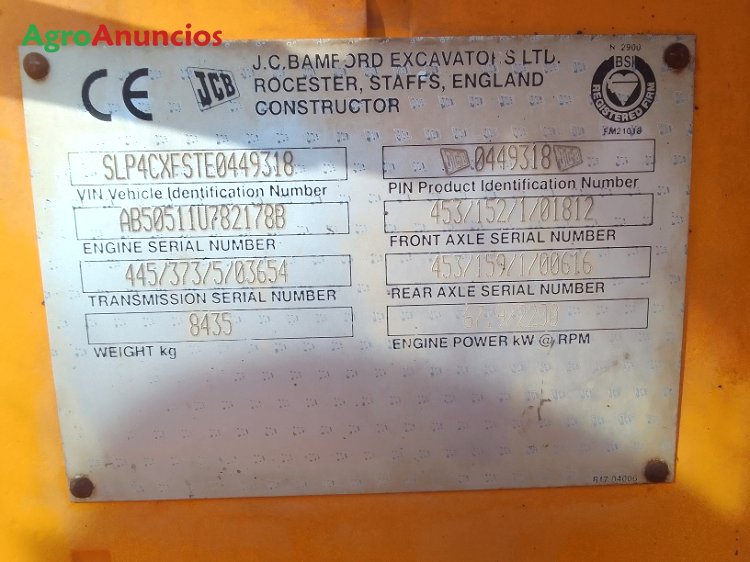 AgroAnuncios
J.C.BAMFORD EXCAVATORS LTD.
ROCESTER, STAFFS, ENGLAND
CONSTRUCTOR
CE
JCB
N 2900
BSI
REGISTERED FIRM
FM21018
SLP4CXFSTE0449318
VIN Vehicle Identification Number
JCB 0449318 JCB
PIN Product Identification Number
AB50511U782178B
ENGINE SERIAL NUMBER
453/152/1/01812
FRONT AXLE SERIAL NUMBER
445/373/5/03654
TRANSMISSION SERIAL NUMBER
453/159/1/00616
REAR AXLE SERIAL NUMBER
8435
WEIGHT kg
ENGINE POWER kW @ RPM